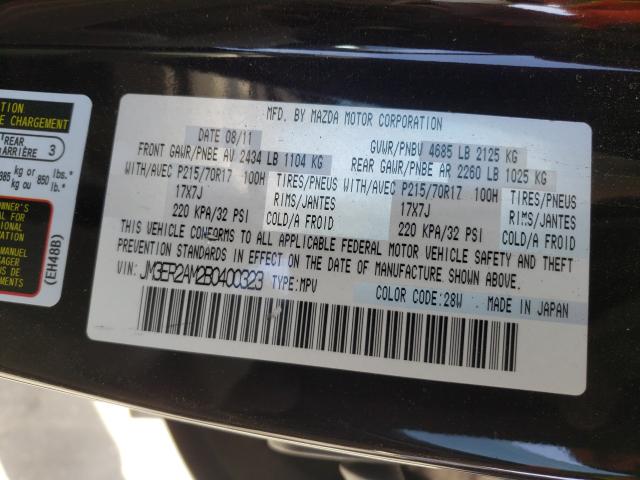 TION
E CHARGEMENT
REAR
ARRIÈRE 3
385 kg or 850 lbs.
ou
OWNER'S
(EH48B)
MFD. BY MAZDA MOTOR CORPORATION
DATE 08/11 GVWR/PNBV 4685 LB 2125 KG
FRONT GAWR/PNBE AV 2434 LB 1104 KG REAR GAWR/PNBE AR 2260 LB 1025 KG
WITH/AVEC P215/70R17 100H TIRES/PNEUS WITH/AVEC P215/70R17 100H TIRES/PNEUS
17X7J RIMS/JANTES 17X7J RIMS/JANTES
220 KPA/32 PSI COLD/A FROID 220 KPA/32 PSI COLD/A FROID
THIS VEHICLE CONFORMS TO ALL APPLICABLE FEDERAL MOTOR VEHICLE SAFETY AND THEFT
PREVENTION STANDARDS IN EFFECT ON THE DATE OF MANUFACTURE SHOWN ABOVE.
VIN: JM3ER2AM2B0400323 TYPE:MPV
COLOR CODE:28W MADE IN JAPAN